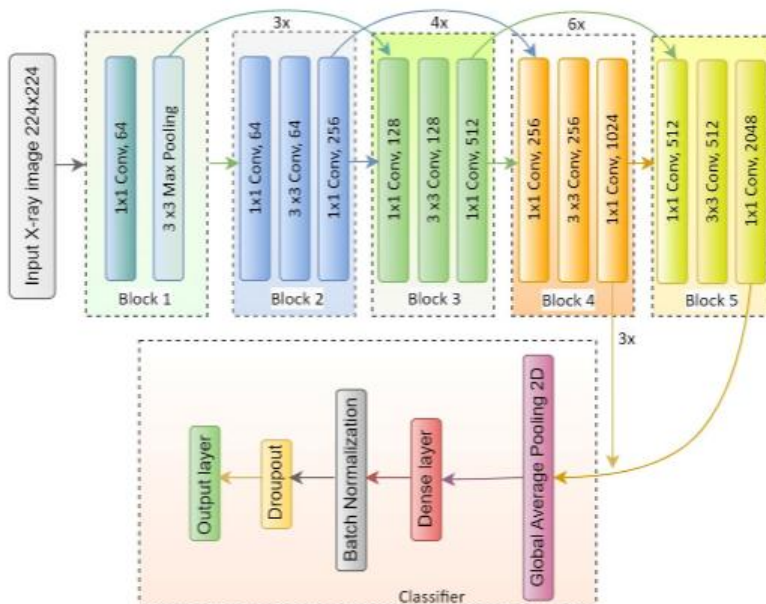 3x
4x
6x
Input X-ray image 224x224
1x1 Conv, 64
3 x3 Max Pooling
Block 1
1x1 Conv, 64
3 x3 Conv, 64
1x1 Conv, 256
Block 2
1x1 Conv, 128
3 x3 Conv, 128
1x1 Conv, 512
Block 3
1x1 Conv, 256
3 x3 Conv, 256
1x1 Conv, 1024
Block 4
1x1 Conv, 512
3x3 Conv, 512
1x1 Conv, 2048
Block 5
3x
Output layer
Droupout
Batch Normalization
Dense layer
Global Average Pooling 2D
Classifier